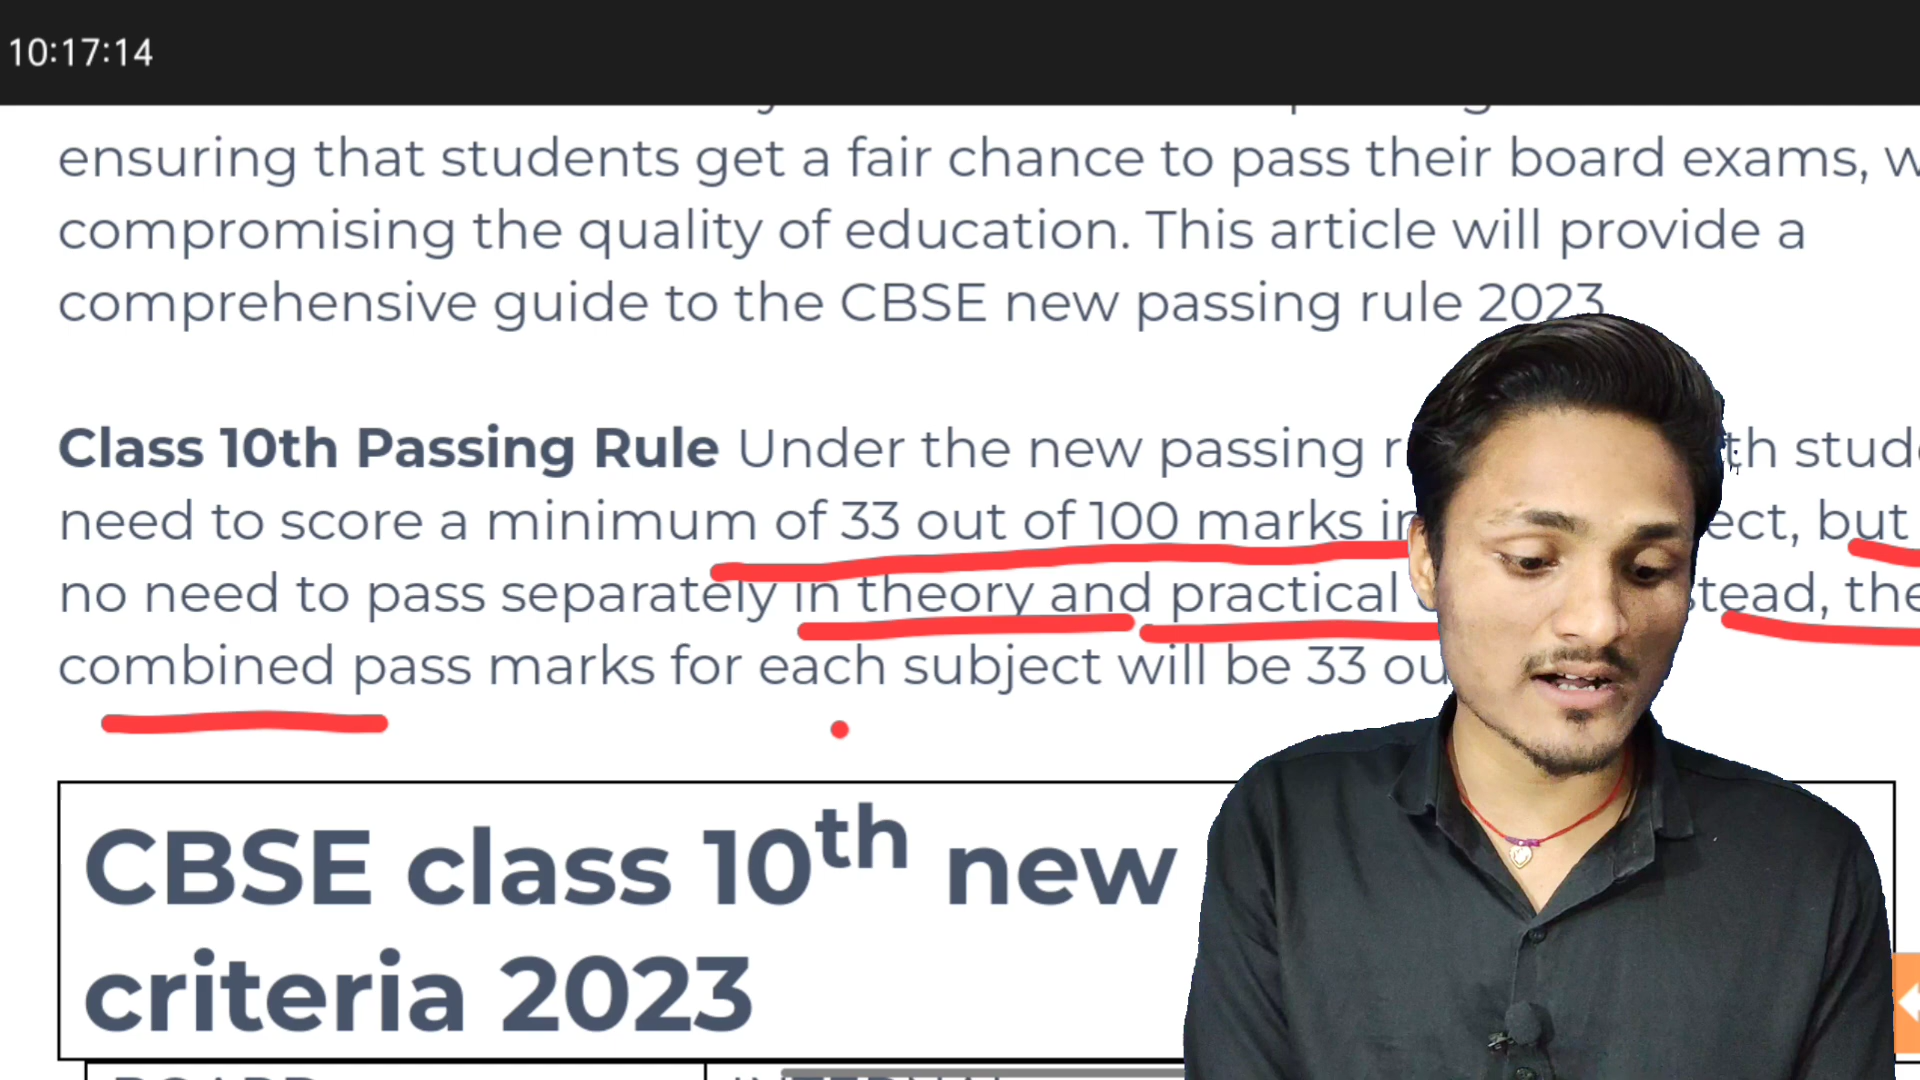 10:17:14
ensuring that students get a fair chance to pass their board exams,
compromising the quality of education. This article will provide a
comprehensive guide to the CBSE new passing rule 2023
Class 10th Passing Rule Under the new passing
need to score a minimum of 33 out of 100 marks in but
no need to pass separately in theory and practical
combined pass marks for each subject will be 33
CBSE class 10th new
criteria 2023